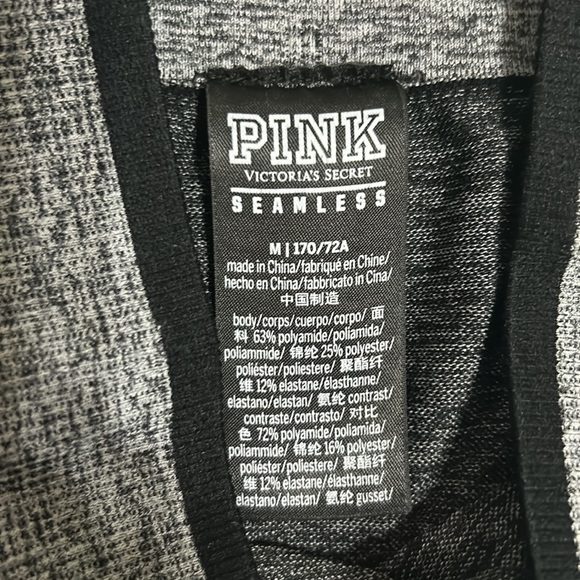 PINK
VICTORIA'S SECRET
SEAMLESS
M | 170/72A
made in China/fabriqué en Chine/
hecho en China/fabbricato in Cina/
中国制造
body/corps/cuerpo/corpo/ 面
料 63% polyamide/poliamida/
poliammide/ 锦纶 25% polyester/
poliéster/poliestere/ 聚酯纤
维 12% elastane/élasthanne/
elastano/elastan/ 氨纶 contrast/
contraste/contrasto/ 对比
色 72% polyamide/poliamida/
poliammide/ 锦纶 16% polyester/
poliéster/poliestere/ 聚酯纤
维 12% elastane/élasthanne/
elastano/elastan/ 氨纶 gusset/